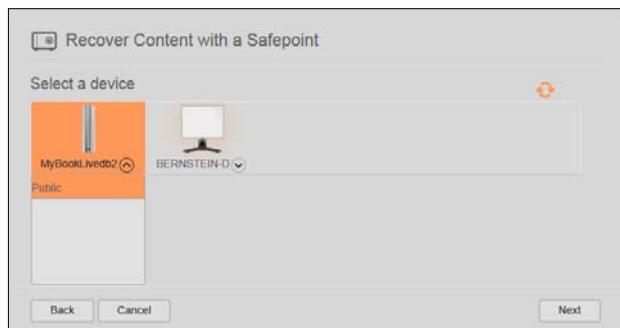 Recover Content with a Safepoint
Select a device
MyBookLivedb2 BERNSTEIN-D
Public
Back Cancel Next